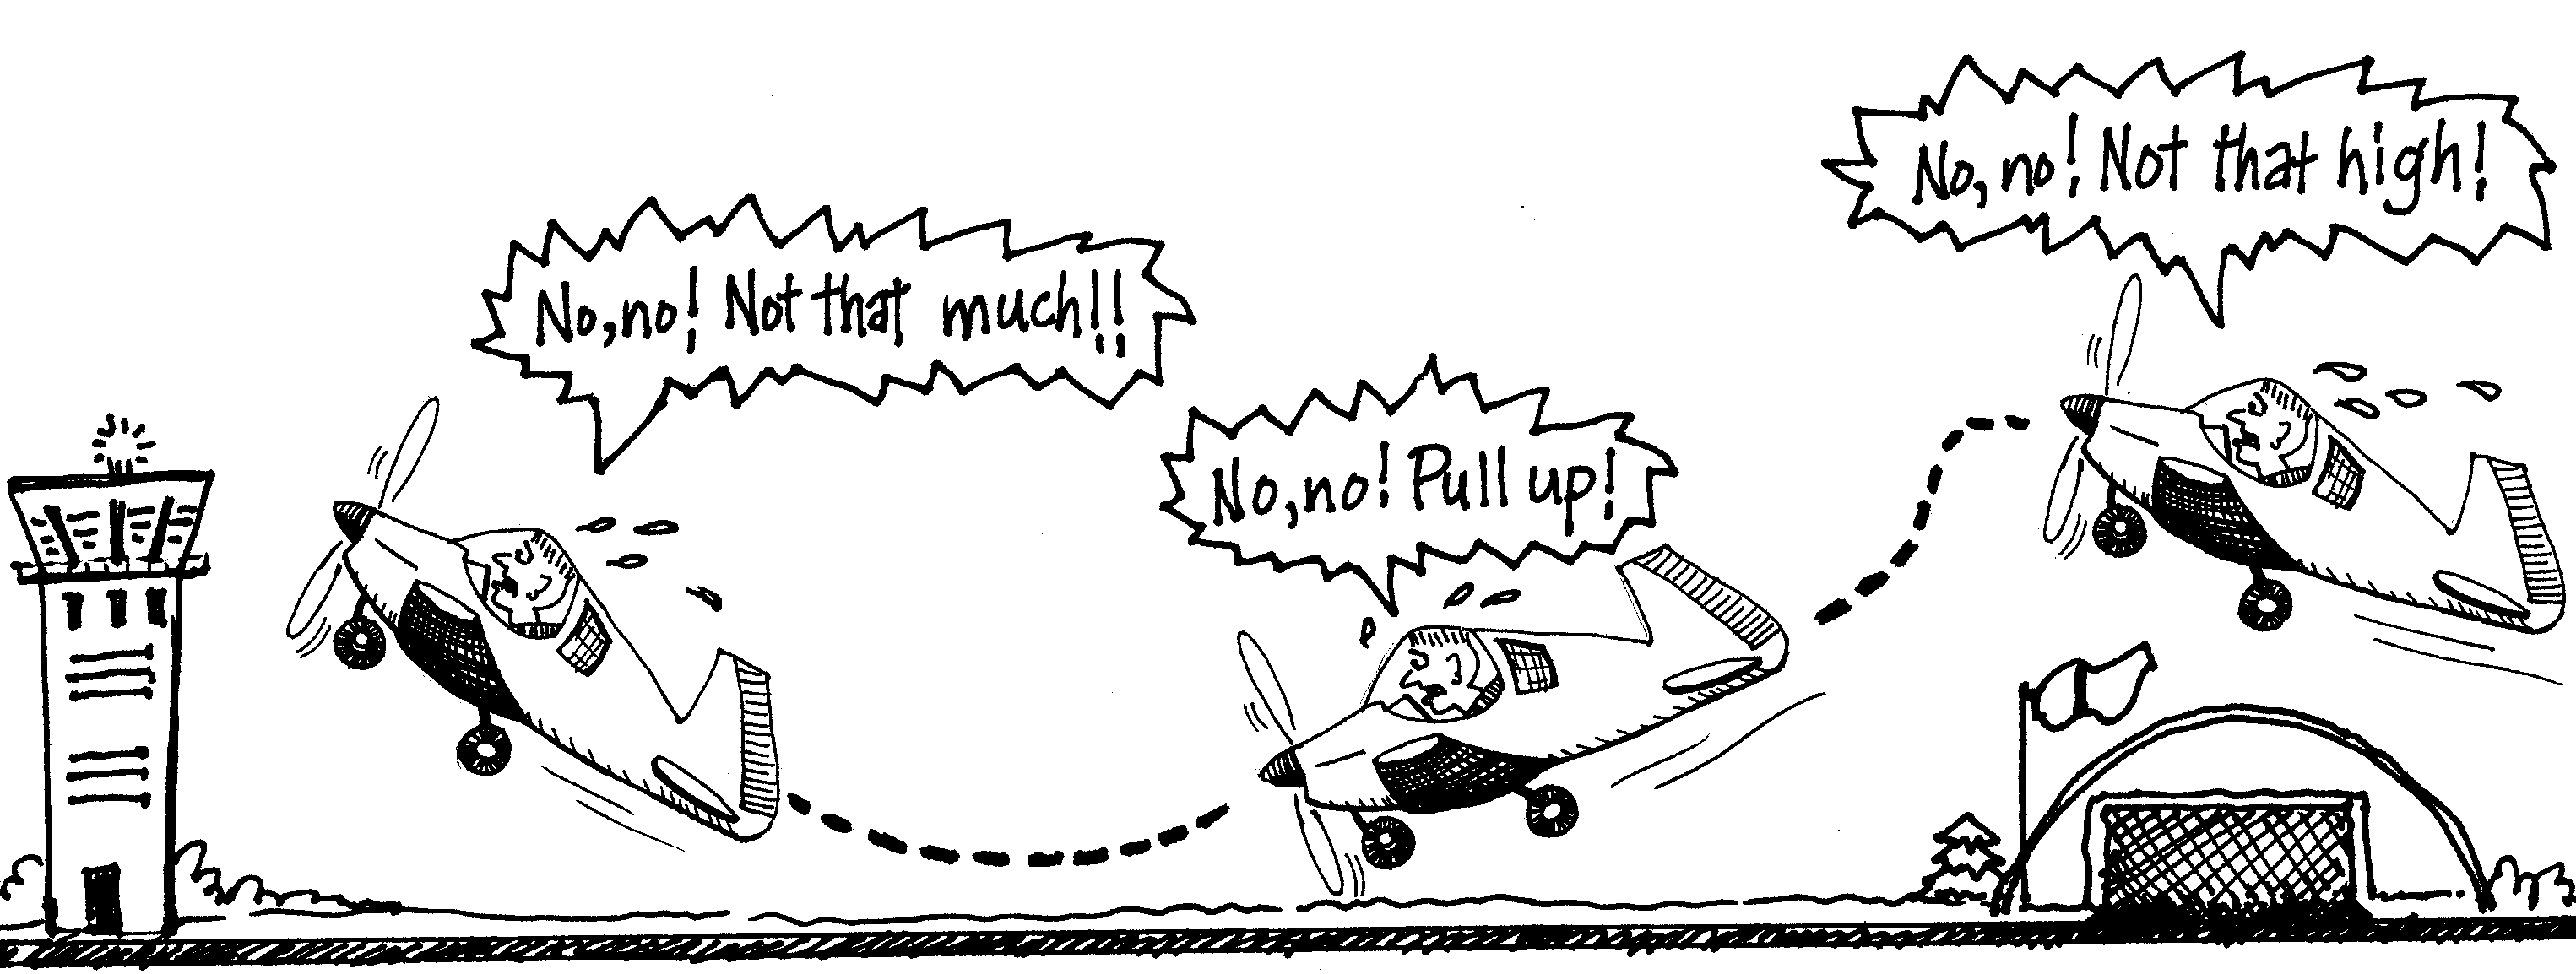 No, no! Not that much!!
No, no! Pull up!
No, no! Not that high!